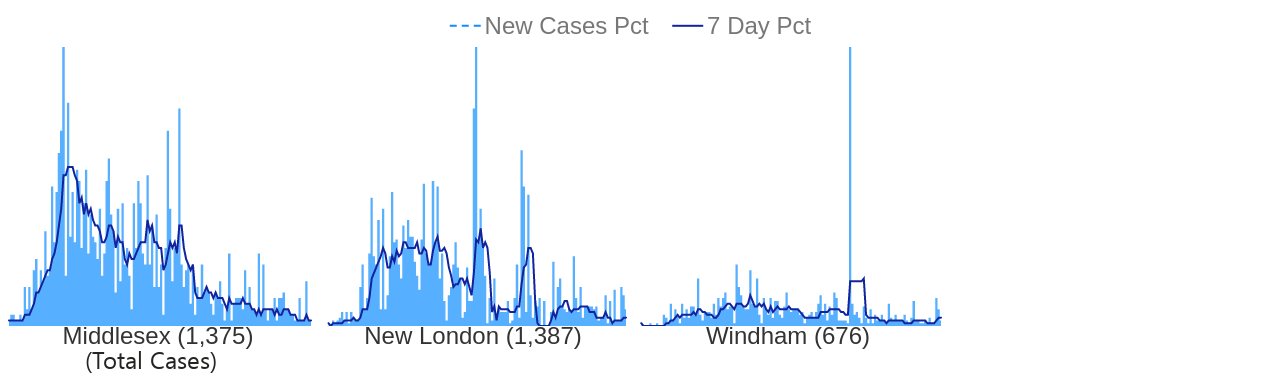 New Cases Pct 7 Day Pct
Middlesex (1,375) New London (1,387) Windham (676)
(Total Cases)